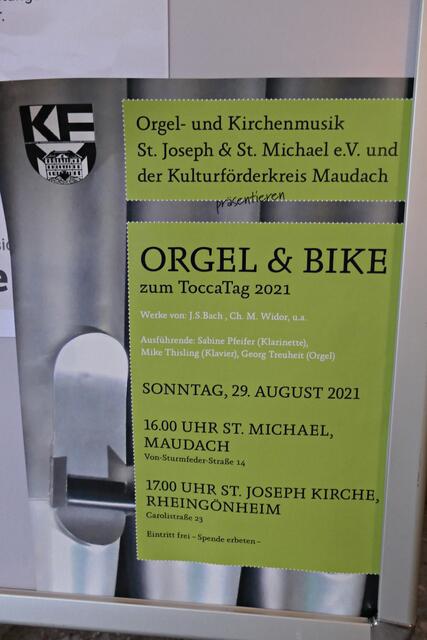 KF
M
Orgel- und Kirchenmusik
St. Joseph & St. Michael e.V. und
der Kulturförderkreis Maudach
präsentieren
ORGEL & BIKE
zum ToccaTag 2021
Werke von: J.S.Bach , Ch. M. Widor, u.a.
Ausführende: Sabine Pfeifer (Klarinette),
Mike Thisling (Klavier), Georg Treuheit (Orgel)
SONNTAG, 29. AUGUST 2021
16.00 UHR ST. MICHAEL,
MAUDACH
Von-Sturmfeder-Straße 14
17.00 UHR ST. JOSEPH KIRCHE,
RHEINGÖNHEIM
Carolistraße 23
Eintritt frei – Spende erbeten –